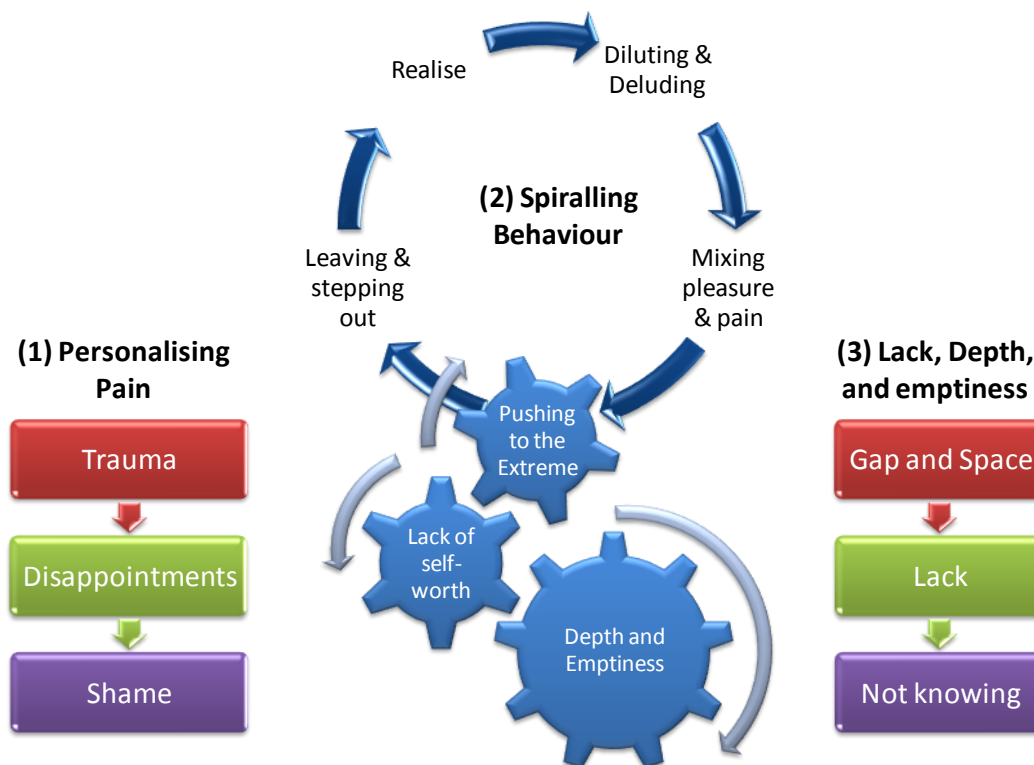 Realise
Diluting &
Deluding
(2) Spiralling
Behaviour
Leaving &
stepping
out
Mixing
pleasure
& pain
(1) Personalising
Pain
Trauma
Disappointments
Shame
Pushing
to the
Extreme
Lack of
self-
worth
Depth and
Emptiness
(3) Lack, Depth,
and emptiness
Gap and Space
Lack
Not knowing